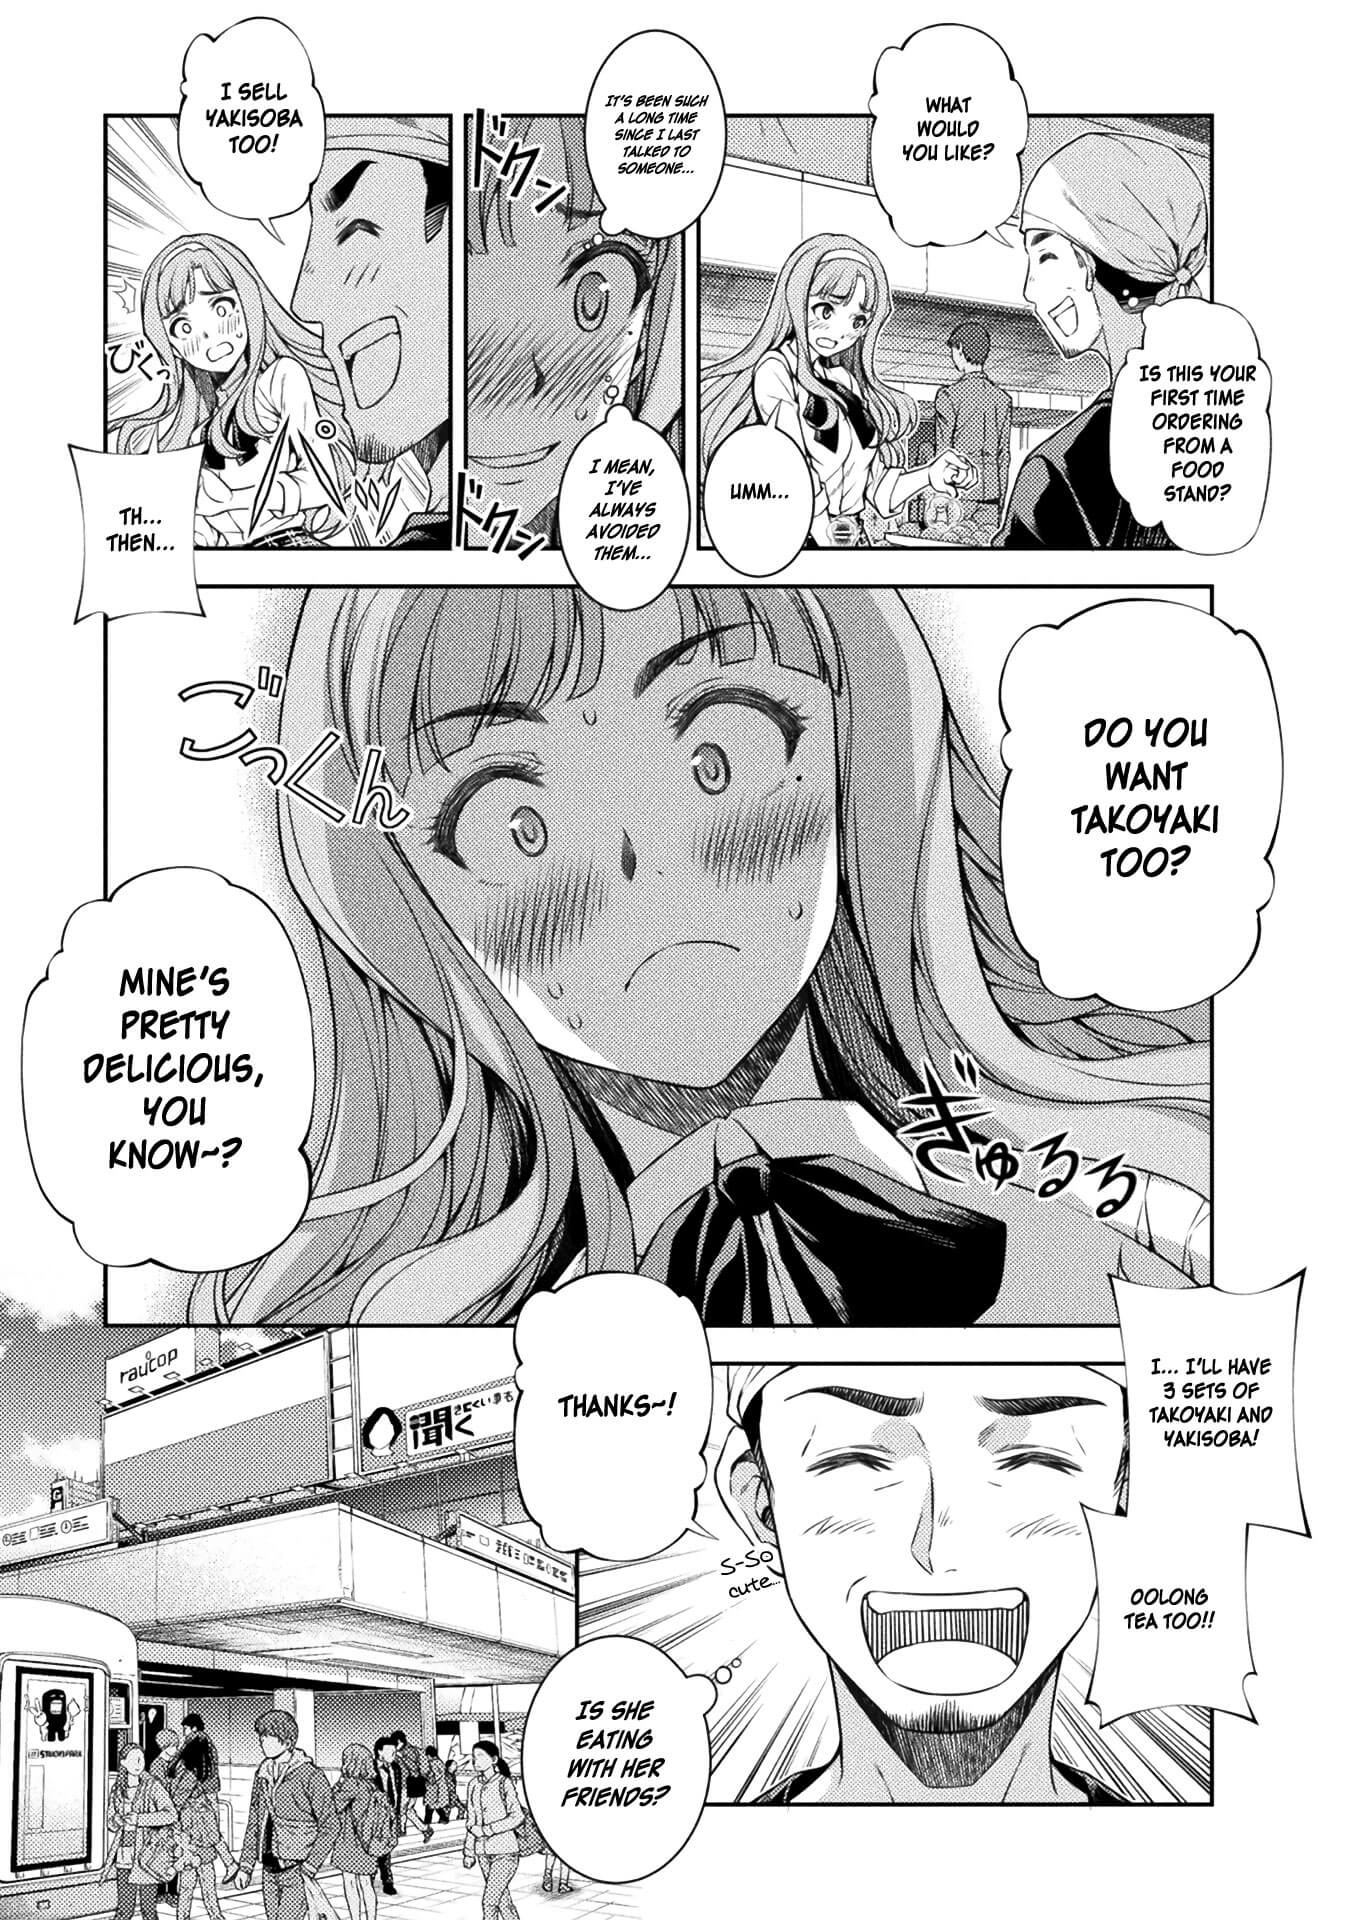 WHAT
WOULD
YOU LIKE?
IS THIS YOUR
FIRST TIME
ORDERING
FROM A
FOOD
STAND?
UMM...
IT'S BEEN SUCH
A LONG TIME
SINCE I LAST
TALKED TO
SOMEONE...
ドクン
I MEAN,
I'VE
ALWAYS
AVOIDED
THEM...
ドクン
I SELL
YAKISOBA
TOO!
びくっ
TH...
THEN...
DO YOU
WANT
TAKOYAKI
TOO?
ごっくん
MINE'S
PRETTY
DELICIOUS,
YOU
KNOW~?
ぎゅるる
I... I'LL HAVE
3 SETS OF
TAKOYAKI AND
YAKISOBA!
OOLONG
TEA TOO!!
THANKS~!
S-SO
cute...
IS SHE
EATING
WITH HER
FRIENDS?
raucop
聞く